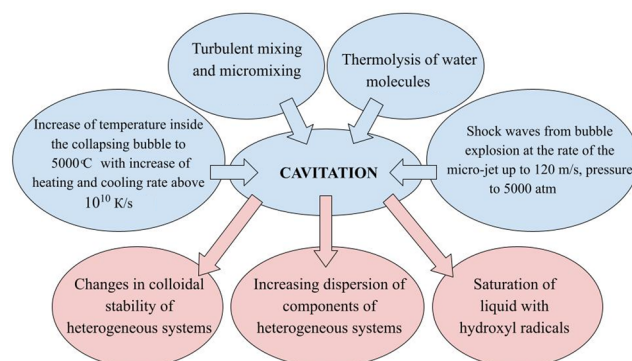 Turbulent mixing
and micromixing
Thermolysis of water
molecules
Increase of temperature inside
the collapsing bubble to
5000°C with increase of
heating and cooling rate above
10¹⁰ K/s
CAVITATION
Shock waves from bubble
explosion at the rate of the
micro-jet up to 120 m/s, pressure
to 5000 atm
Changes in colloidal
stability of
heterogeneous systems
Increasing dispersion of
components of
heterogeneous systems
Saturation of
liquid with
hydroxyl radicals